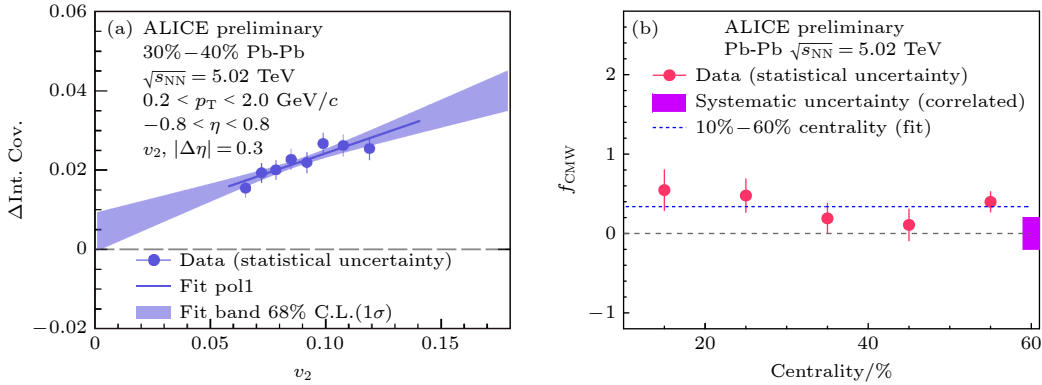 (a) ALICE preliminary
30%−40% Pb-Pb
√sNN = 5.02 TeV
0.2 < pT < 2.0 GeV/c
−0.8 < η < 0.8
v2, |Δη| = 0.3
Data (statistical uncertainty)
Fit pol1
Fit band 68% C.L.(1σ)
0.06
0.04
0.02
0
−0.02
ΔInt. Cov.
0 0.05 0.10 0.15
v2
(b) ALICE preliminary
Pb-Pb √sNN = 5.02 TeV
Data (statistical uncertainty)
Systematic uncertainty (correlated)
10%−60% centrality (fit)
2
1
0
−1
fCMW
20 40 60
Centrality/%